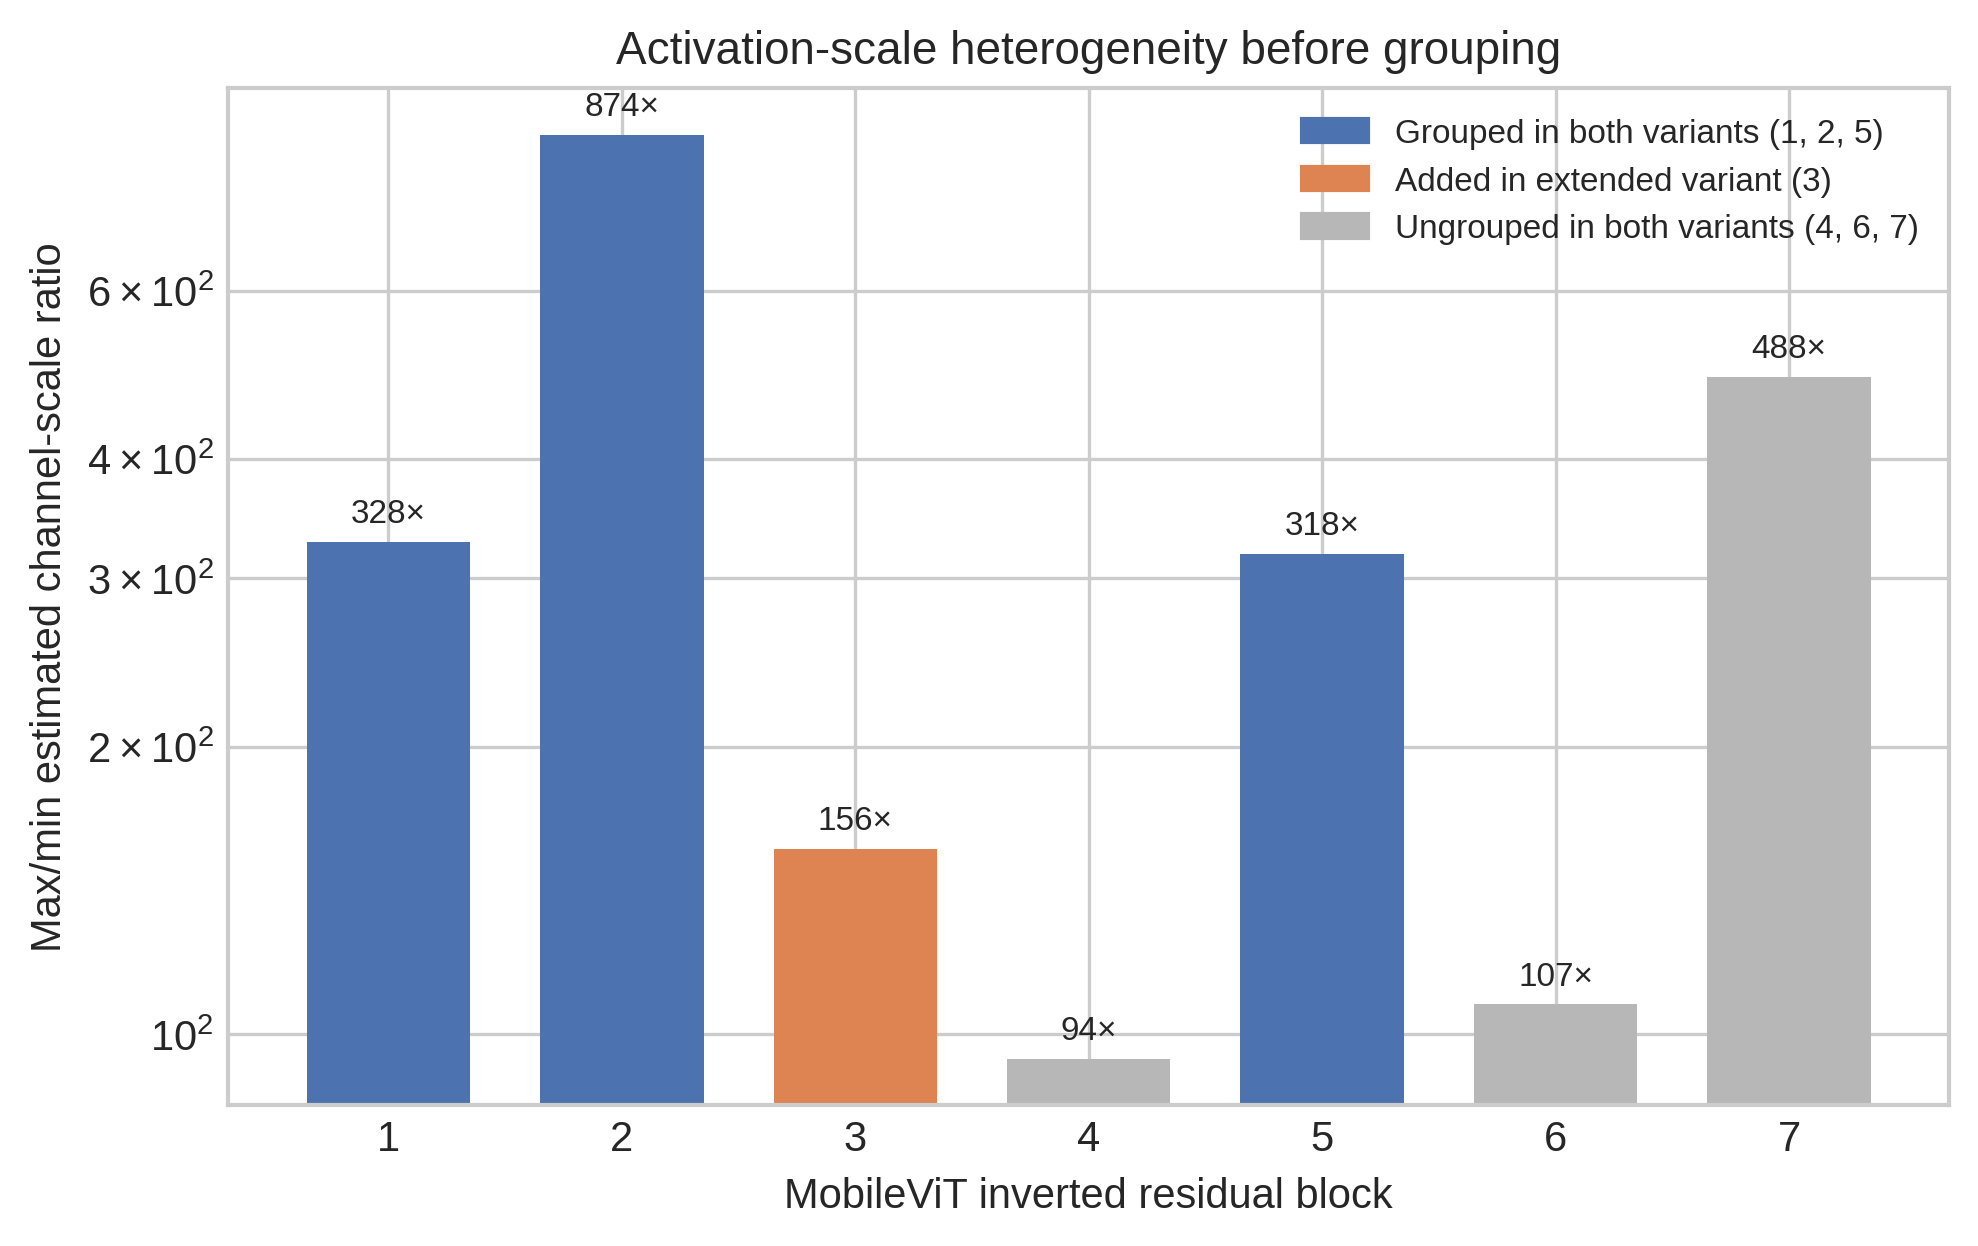 Activation-scale heterogeneity before grouping
874×
Grouped in both variants (1, 2, 5)
Added in extended variant (3)
Ungrouped in both variants (4, 6, 7)
6 × 10²
488×
4 × 10²
328×
318×
3 × 10²
2 × 10²
156×
107×
94×
10²
Max/min estimated channel-scale ratio
1 2 3 4 5 6 7
MobileViT inverted residual block